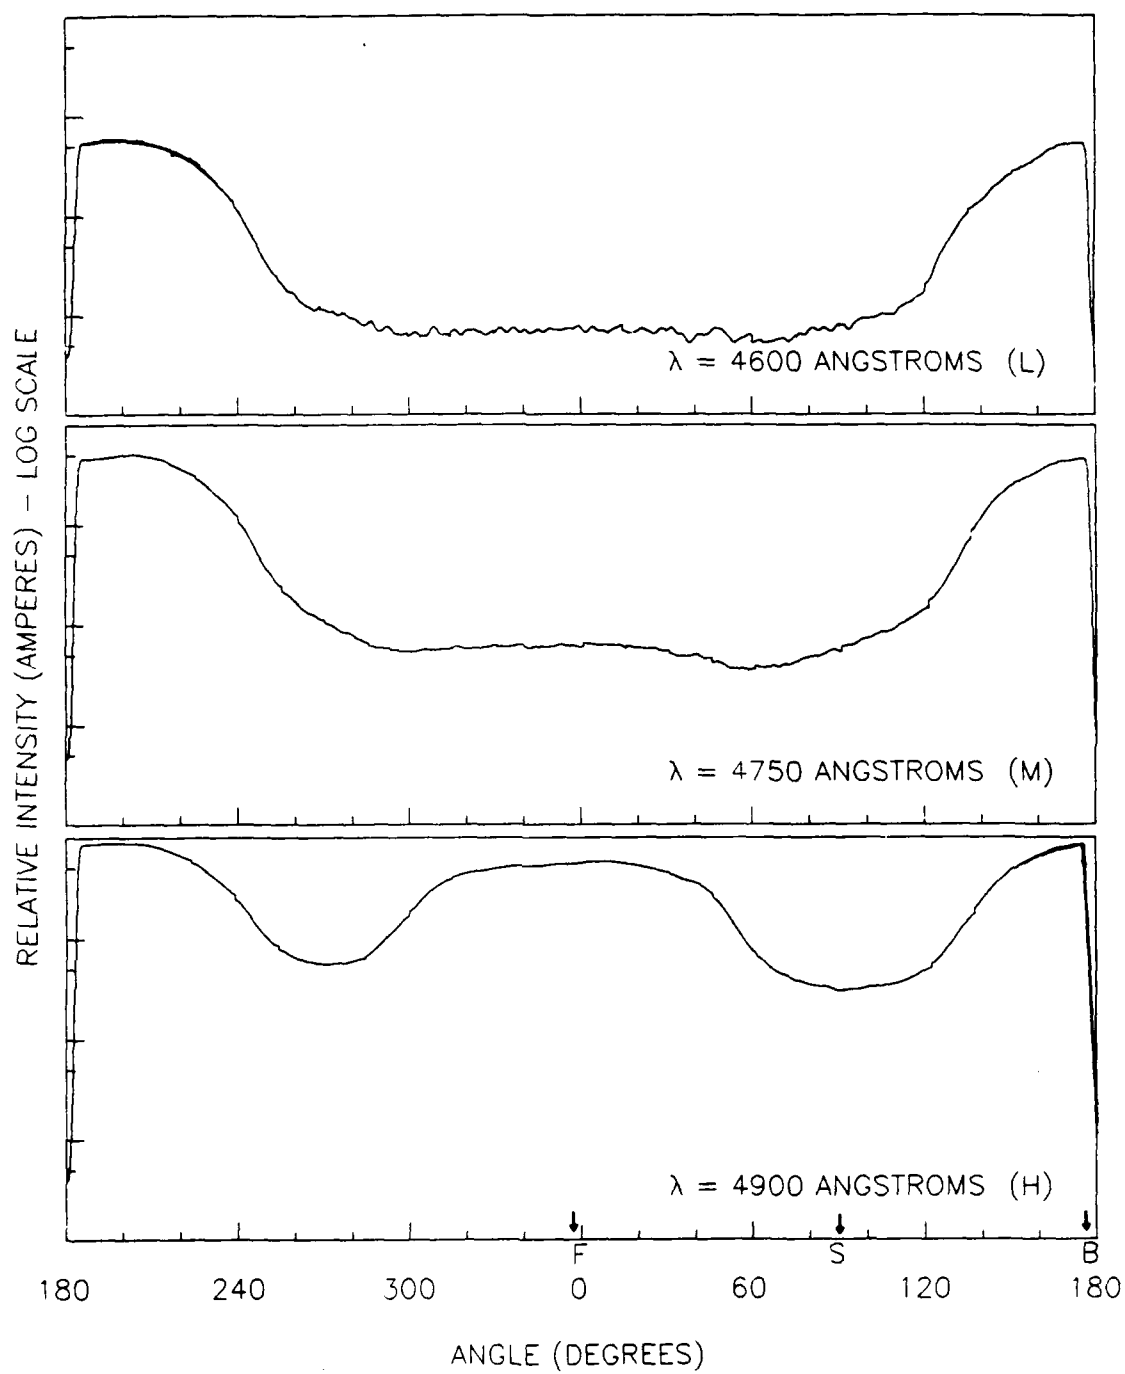 RELATIVE INTENSITY (AMPERES) – LOG SCALE
λ = 4600 ANGSTROMS (L)
λ = 4750 ANGSTROMS (M)
λ = 4900 ANGSTROMS (H)
F S B
180 240 300 0 60 120 180
ANGLE (DEGREES)